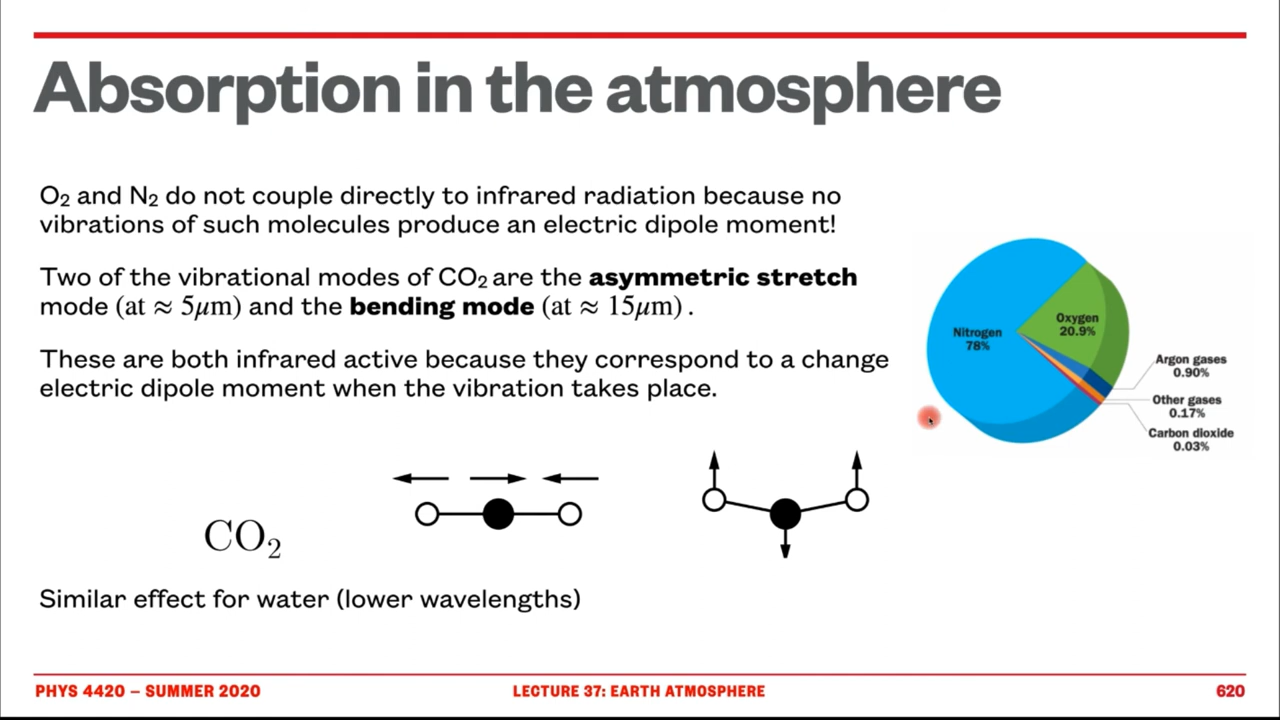 Absorption in the atmosphere
O₂ and N₂ do not couple directly to infrared radiation because no
vibrations of such molecules produce an electric dipole moment!
Two of the vibrational modes of CO₂ are the asymmetric stretch
mode (at ≈ 5μm) and the bending mode (at ≈ 15μm).
These are both infrared active because they correspond to a change
electric dipole moment when the vibration takes place.
Nitrogen
78%
Oxygen
20.9%
Argon gases
0.90%
Other gases
0.17%
Carbon dioxide
0.03%
CO₂
Similar effect for water (lower wavelengths)
PHYS 4420 – SUMMER 2020
LECTURE 37: EARTH ATMOSPHERE
620